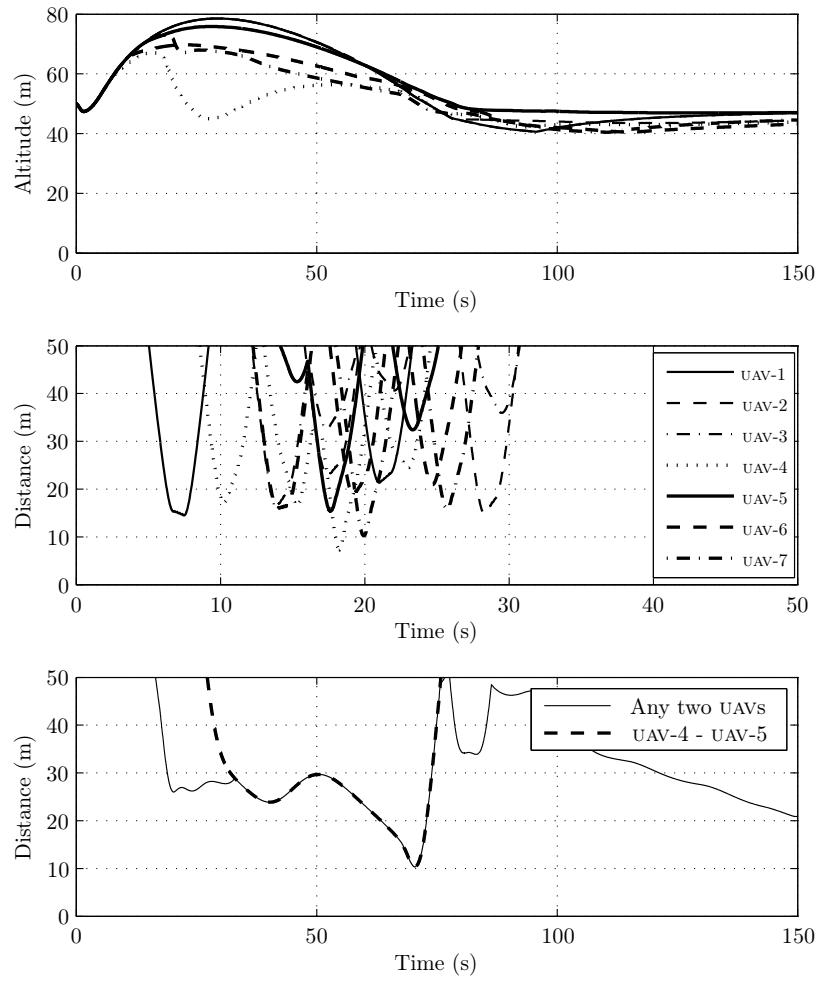 80
60
40
20
0
Altitude (m)
0 50 100 150
Time (s)
50
40
30
20
10
0
Distance (m)
UAV-1
UAV-2
UAV-3
UAV-4
UAV-5
UAV-6
UAV-7
0 10 20 30 40 50
Time (s)
50
40
30
20
10
0
Distance (m)
Any two UAVs
UAV-4 - UAV-5
0 50 100 150
Time (s)